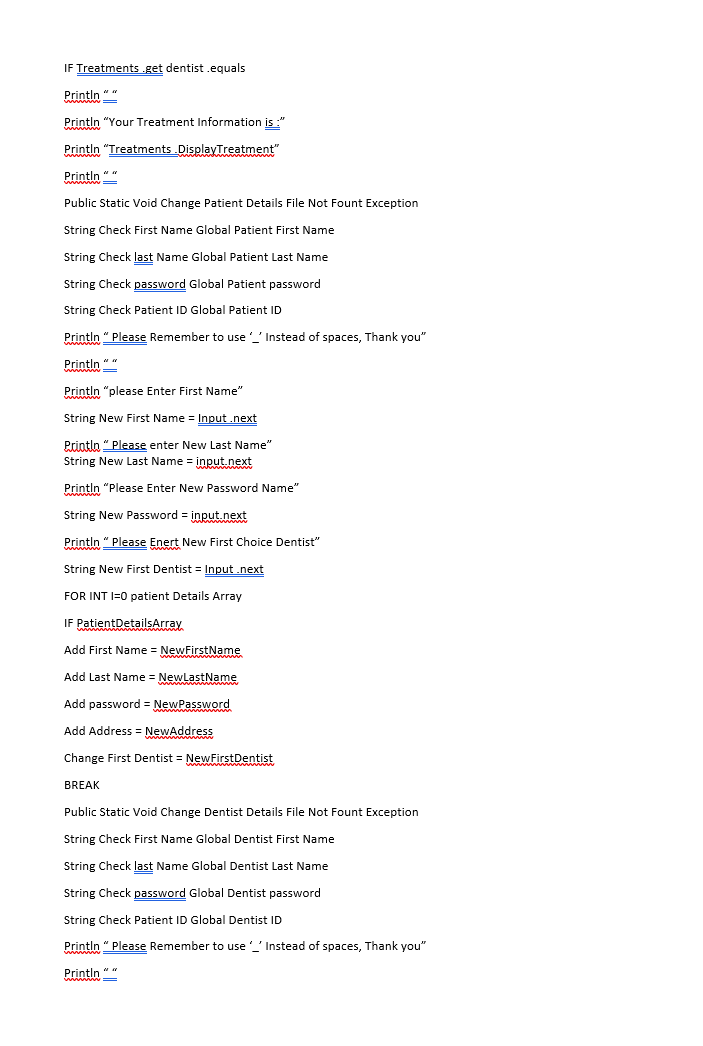 IF Treatments .get dentist .equals
Println “ “
Println “Your Treatment Information is :”
Println “Treatments .DisplayTreatment”
Println “ “
Public Static Void Change Patient Details File Not Fount Exception
String Check First Name Global Patient First Name
String Check last Name Global Patient Last Name
String Check password Global Patient password
String Check Patient ID Global Patient ID
Println “ Please Remember to use ‘_’ Instead of spaces, Thank you”
Println “ “
Println “please Enter First Name”
String New First Name = Input .next
Println “ Please enter New Last Name”
String New Last Name = input.next
Println “Please Enter New Password Name”
String New Password = input.next
Println “ Please Enert New First Choice Dentist”
String New First Dentist = Input .next
FOR INT I=0 patient Details Array
IF PatientDetailsArray
Add First Name = NewFirstName
Add Last Name = NewLastName
Add password = NewPassword
Add Address = NewAddress
Change First Dentist = NewFirstDentist
BREAK
Public Static Void Change Dentist Details File Not Fount Exception
String Check First Name Global Dentist First Name
String Check last Name Global Dentist Last Name
String Check password Global Dentist password
String Check Patient ID Global Dentist ID
Println “ Please Remember to use ‘_’ Instead of spaces, Thank you”
Println “ “